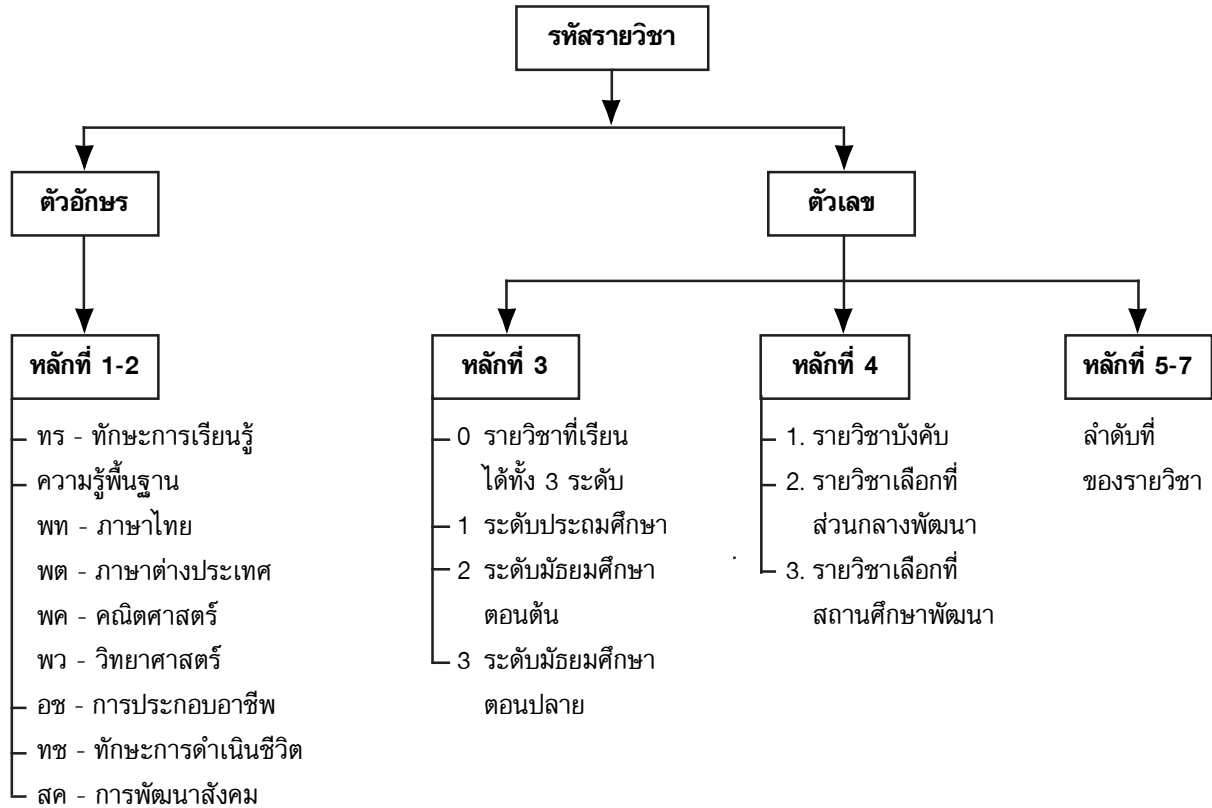 รหัสรายวิชา
ตัวอักษร
ตัวเลข
หลักที่ 1-2
ทร - ทักษะการเรียนรู้
ความรู้พื้นฐาน
พท - ภาษาไทย
พต - ภาษาต่างประเทศ
พค - คณิตศาสตร์
พว - วิทยาศาสตร์
อช - การประกอบอาชีพ
ทช - ทักษะการดำเนินชีวิต
สค - การพัฒนาสังคม
หลักที่ 3
0 รายวิชาที่เรียน
ได้ทั้ง 3 ระดับ
1 ระดับประถมศึกษา
2 ระดับมัธยมศึกษา
ตอนต้น
3 ระดับมัธยมศึกษา
ตอนปลาย
หลักที่ 4
1. รายวิชาบังคับ
2. รายวิชาเลือกที่
ส่วนกลางพัฒนา
3. รายวิชาเลือกที่
สถานศึกษาพัฒนา
หลักที่ 5-7
ลำดับที่
ของรายวิชา